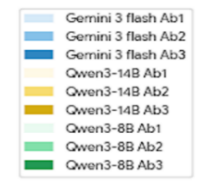 Gemini 3 flash Ab1
Gemini 3 flash Ab2
Gemini 3 flash Ab3
Qwen3-14B Ab1
Qwen3-14B Ab2
Qwen3-14B Ab3
Qwen3-8B Ab1
Qwen3-8B Ab2
Qwen3-8B Ab3